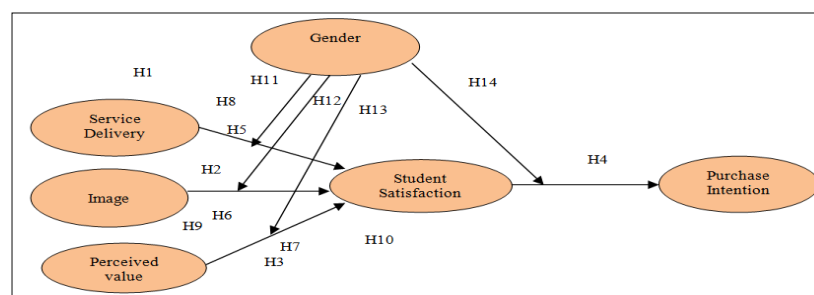 Gender
H1
H11
H14
H8
H12
H13
Service
Delivery
H5
H4
H2
Student
Satisfaction
Purchase
Intention
Image
H6
H9
H7
H10
H3
Perceived
value